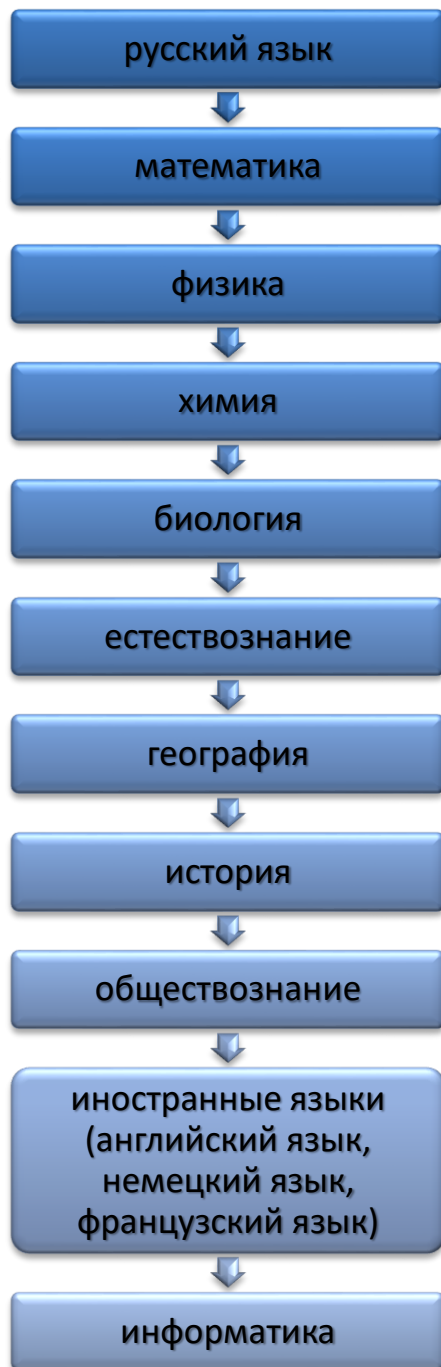 русский язык
математика
физика
химия
биология
естествознание
география
история
обществознание
иностранные языки
(английский язык,
немецкий язык,
французский язык)
информатика